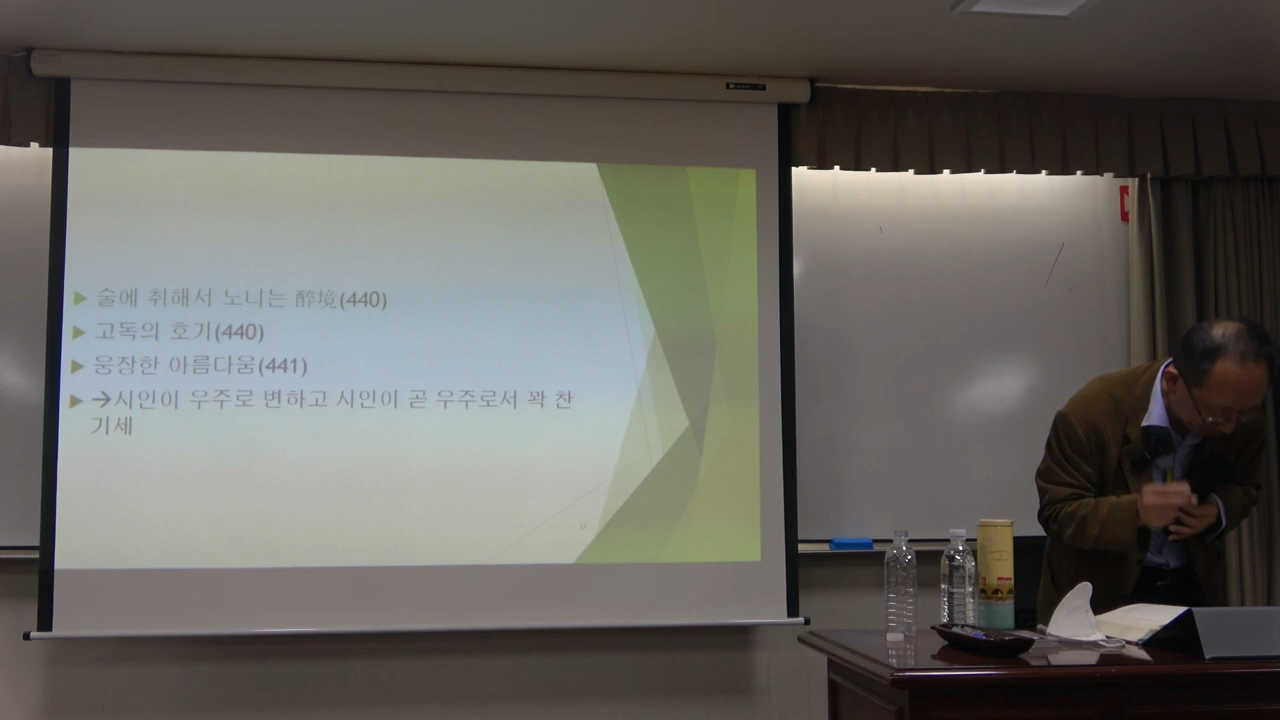 술에 취해서 노니는 醉境(440)
고독의 호기(440)
웅장한 아름다움(441)
→시인이 우주로 변하고 시인이 곧 우주로서 꽉 찬
기세